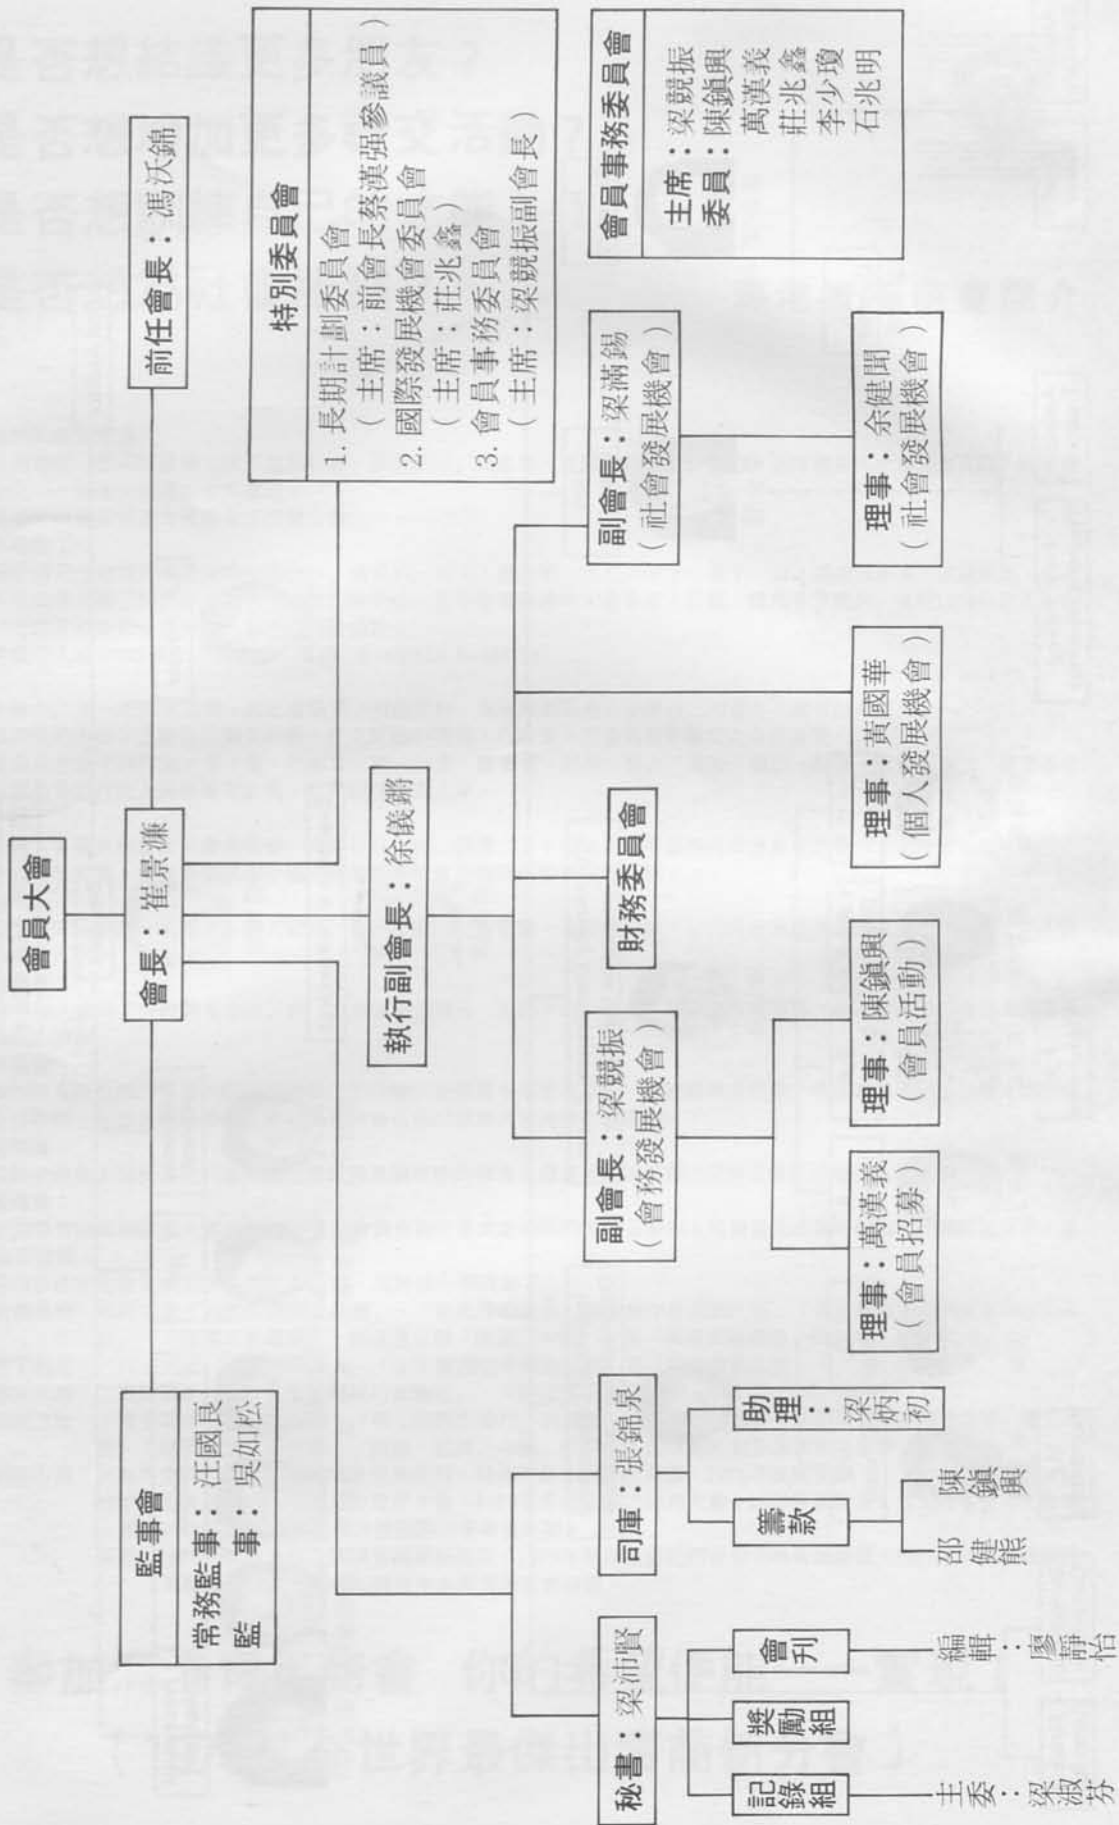 會員大會
會長：崔景濂
前任會長：馮沃錦
監事會
常務監事：汪國良
監　　事：吳如松
特別委員會
1. 長期計劃委員會
（主席：前會長蔡漢强參議員）
2. 國際發展機會委員會
（主席：莊兆鑫）
3. 會員事務委員會
（主席：梁競振副會長）
執行副會長：徐儀鏘
秘書：梁沛賢
司庫：張錦泉
副會長：梁競振
（會務發展機會）
財務委員會
副會長：梁滿錫
（社會發展機會）
會員事務委員會
主席：梁競振
委員：陳鎭興
萬漢義
莊兆鑫
李少瓊
石兆明
記錄組
獎勵組
會刊
籌款
助理：梁炳初
理事：萬漢義
（會員招募）
理事：陳鎭興
（會員活動）
理事：黃國華
（個人發展機會）
理事：余健聞
（社會發展機會）
主委：梁淑芬
編輯：廖靜怡
邵健熊
陳鎭興